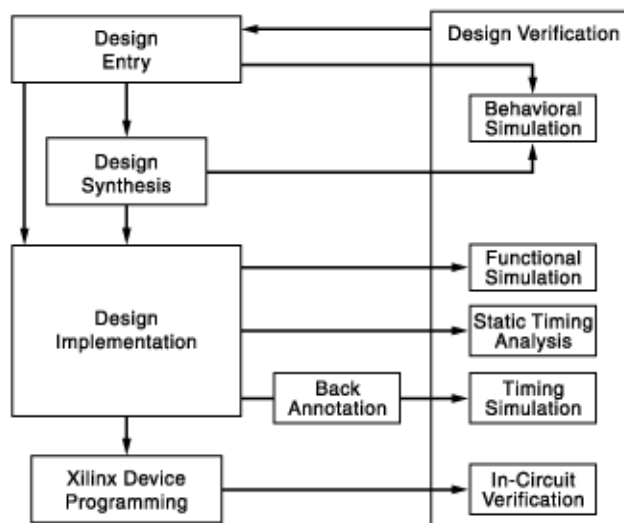 Design
Entry
Design Verification
Behavioral
Simulation
Design
Synthesis
Functional
Simulation
Design
Implementation
Static Timing
Analysis
Back
Annotation
Timing
Simulation
Xilinx Device
Programming
In-Circuit
Verification